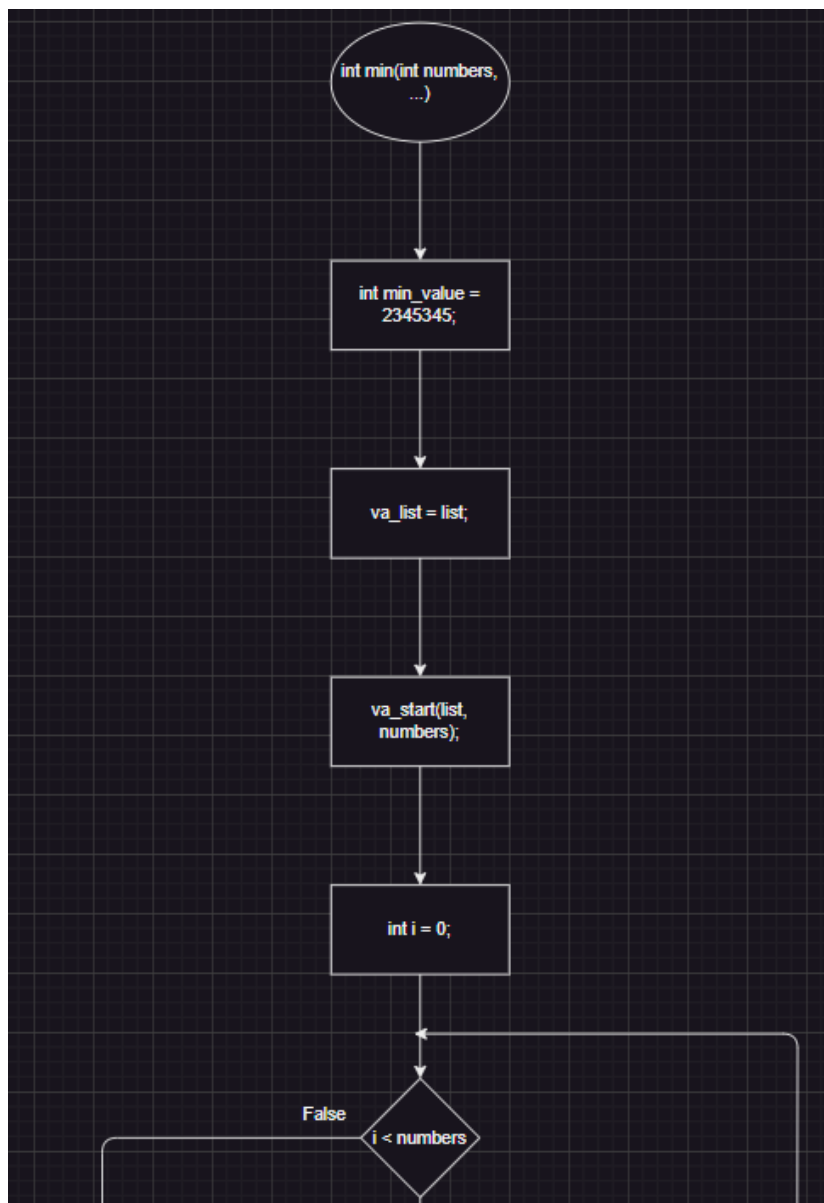 int min(int numbers,
...)
int min_value =
2345345;
va_list = list;
va_start(list,
numbers);
int i = 0;
False
i < numbers